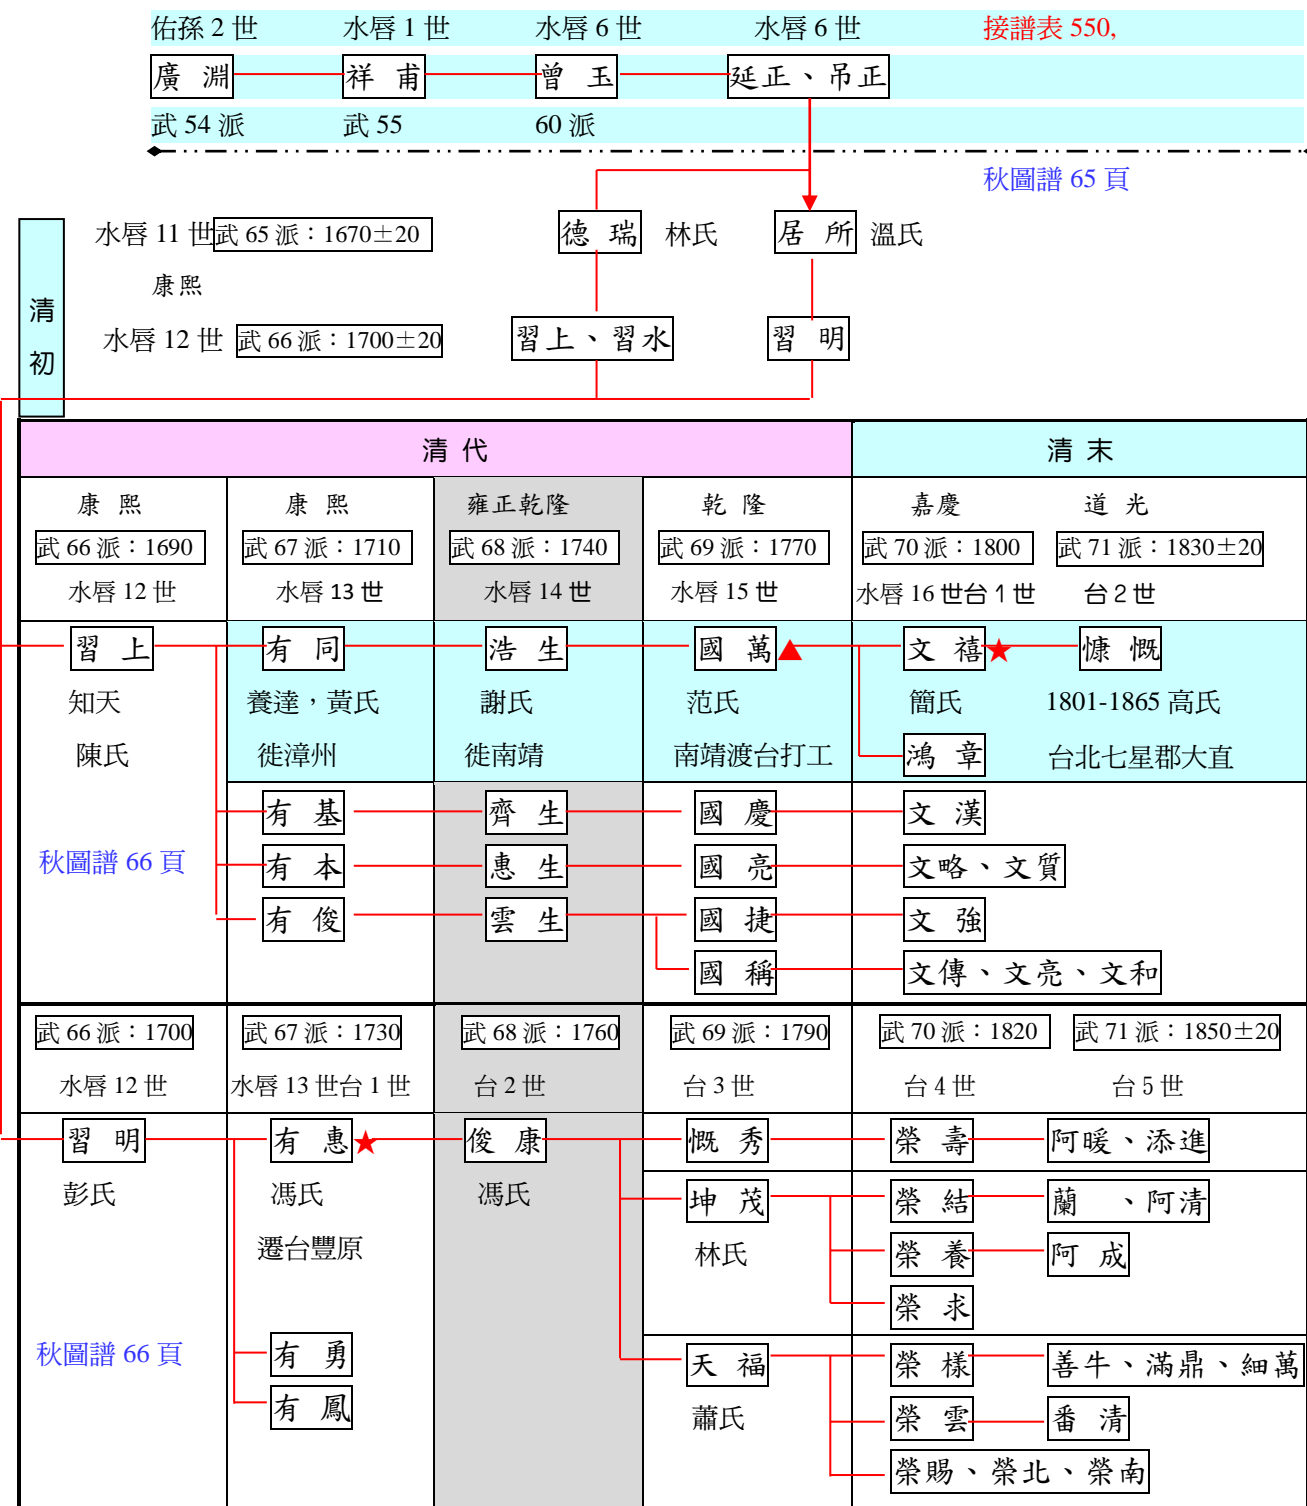 佑孫 2 世 水唇 1 世 水唇 6 世 水唇 6 世 接譜表 550,
廣 淵 祥 甫 曾 玉 延正、吊正
武 54 派 武 55 60 派
秋圖譜 65 頁
水唇 11 世 武 65 派：1670±20 德 瑞 林氏 居 所 溫氏
康熙
清初
水唇 12 世 武 66 派：1700±20 習上、習水 習 明
清 代 清 末
康 熙 康 熙 雍正乾隆 乾 隆 嘉慶 道 光
武 66 派：1690 武 67 派：1710 武 68 派：1740 武 69 派：1770 武 70 派：1800 武 71 派：1830±20
水唇 12 世 水唇 13 世 水唇 14 世 水唇 15 世 水唇 16 世台 1 世 台 2 世
習 上 有 同 浩 生 國 萬▲ 文 禧★ 慷 慨
知天 養達，黃氏 謝氏 范氏 簡氏 1801-1865 高氏
陳氏 徙漳州 徙南靖 南靖渡台打工 鴻 章 台北七星郡大直
有 基 齊 生 國 慶 文 漢
秋圖譜 66 頁 有 本 惠 生 國 亮 文略、文質
有 俊 雲 生 國 捷 文 強
國 稱 文傳、文亮、文和
武 66 派：1700 武 67 派：1730 武 68 派：1760 武 69 派：1790 武 70 派：1820 武 71 派：1850±20
水唇 12 世 水唇 13 世台 1 世 台 2 世 台 3 世 台 4 世 台 5 世
習 明 有 惠★ 俊 康 慨 秀 榮 壽 阿暖、添進
彭氏 馮氏 馮氏 坤 茂 榮 結 蘭 、阿清
遷台豐原 林氏 榮 養 阿 成
榮 求
秋圖譜 66 頁 有 勇 天 福 榮 樣 善牛、滿鼎、細萬
有 鳳 蕭氏 榮 雲 番 清
榮賜、榮北、榮南